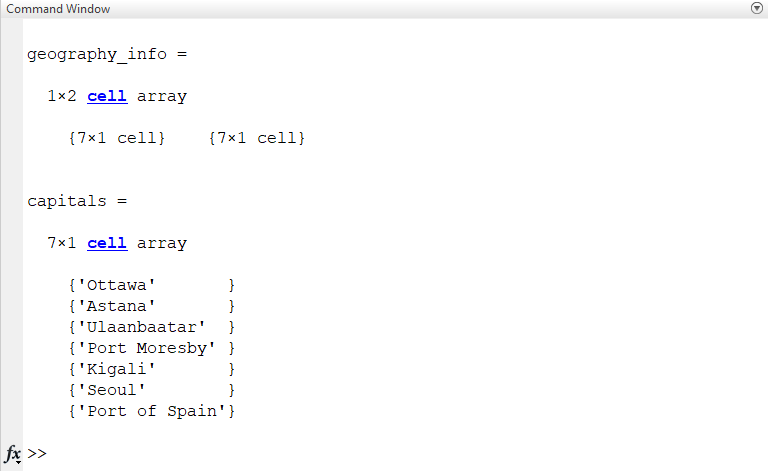 Command Window
geography_info =
1×2 cell array
{7×1 cell}    {7×1 cell}
capitals =
7×1 cell array
{'Ottawa'       }
{'Astana'       }
{'Ulaanbaatar'  }
{'Port Moresby' }
{'Kigali'       }
{'Seoul'        }
{'Port of Spain'}
fx >>